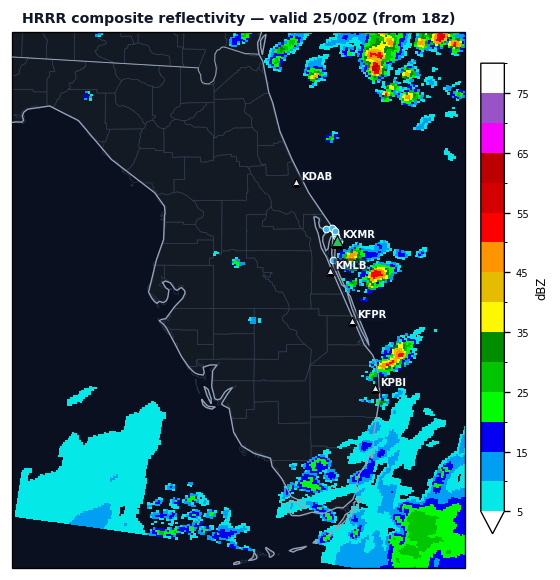 HRRR composite reflectivity — valid 25/00Z (from 18z)
KDAB
KXMR
KMLB
KFPR
KPBI
75
65
55
45
35
25
15
5
dBZ